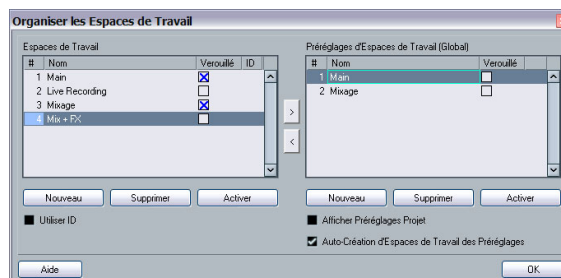 Organiser les Espaces de Travail
Espaces de Travail
# Nom Verouillé ID
1 Main
2 Live Recording
3 Mixage
4 Mix + FX
Nouveau Supprimer Activer
Utiliser ID
>
<
Préréglages d'Espaces de Travail (Global)
# Nom Verouillé
1 Main
2 Mixage
Nouveau Supprimer Activer
Afficher Préréglages Projet
Auto-Création d'Espaces de Travail des Préréglages
Aide
OK